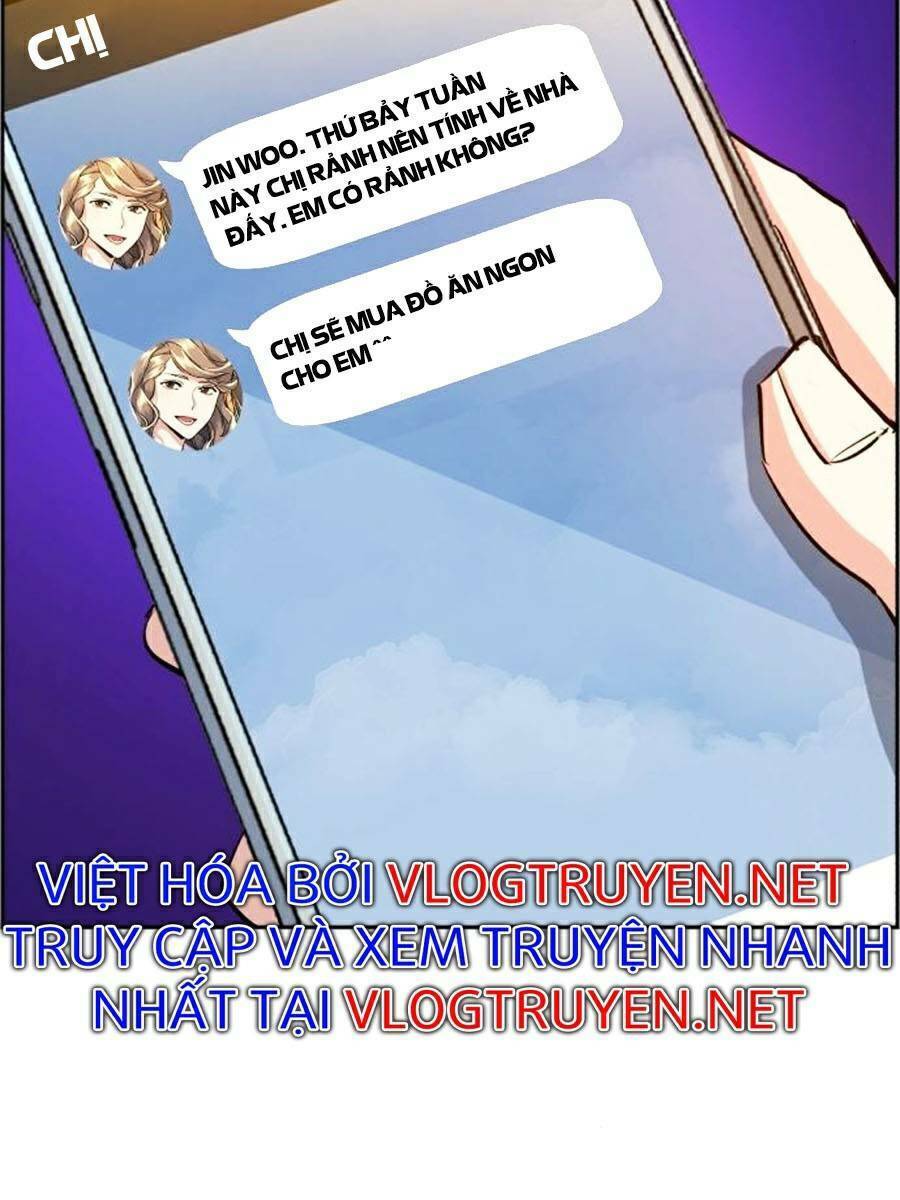 CHỊ
JIN WOO. THỨ BẢY TUẦN
NÀY CHỊ RẢNH NÊN TÍNH VỀ NHÀ
ĐẤY. EM CÓ RẢNH KHÔNG?
CHỊ SẼ MUA ĐỒ ĂN NGON
CHO EM^^
VIỆT HÓA BỞI VLOGTRUYEN.NET
TRUY CẬP VÀ XEM TRUYỆN NHANH
NHẤT TẠI VLOGTRUYEN.NET